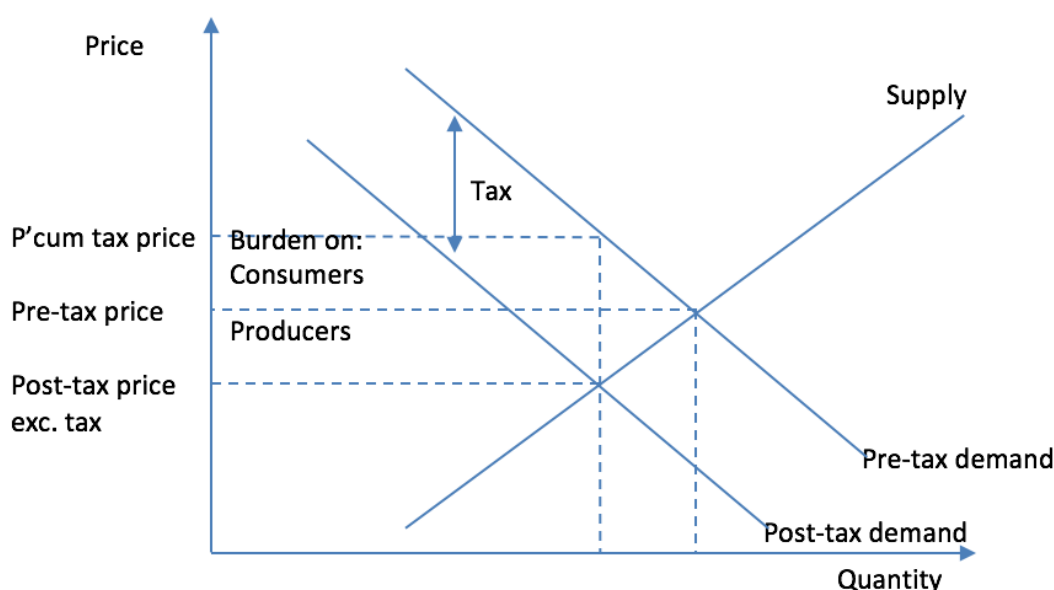 Price
Supply
Tax
P'cum tax price
Burden on:
Consumers
Pre-tax price
Producers
Post-tax price
exc. tax
Pre-tax demand
Post-tax demand
Quantity